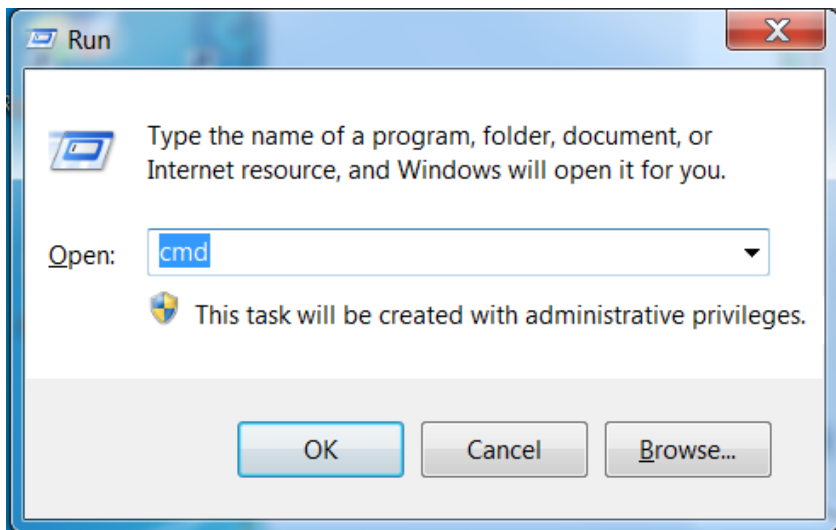 Run
Type the name of a program, folder, document, or
Internet resource, and Windows will open it for you.
Open:
cmd
This task will be created with administrative privileges.
OK
Cancel
Browse...